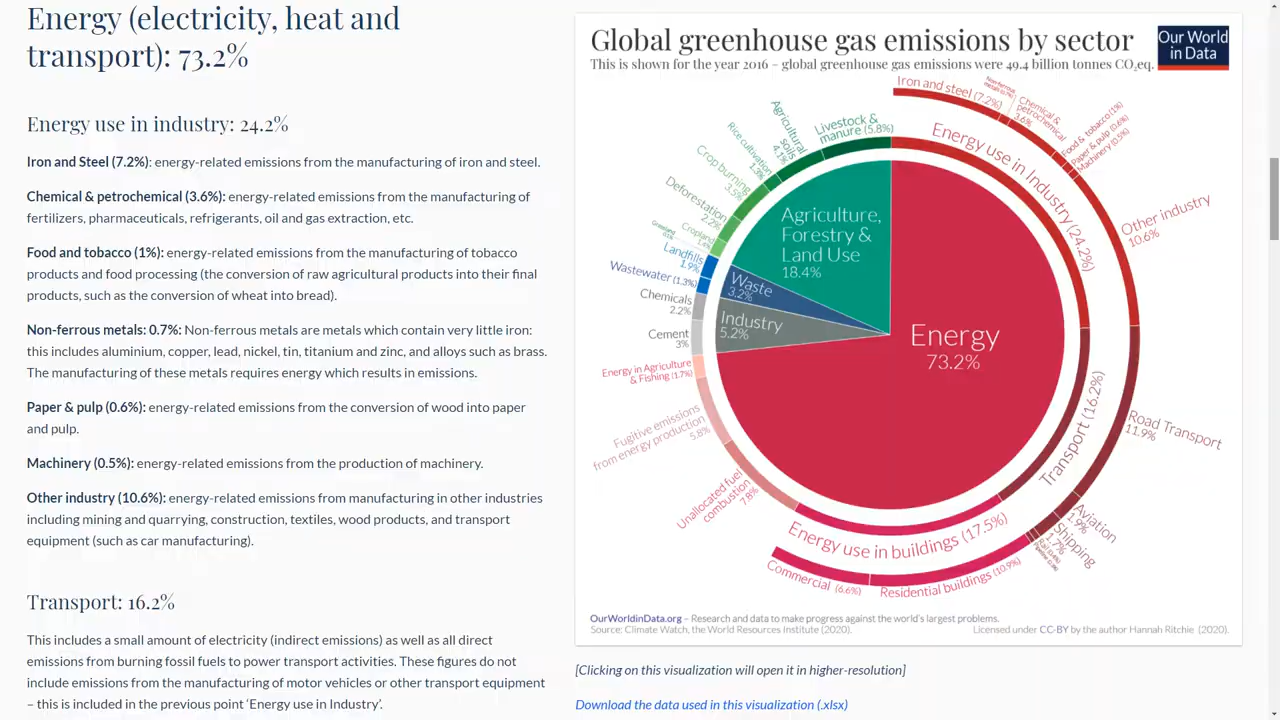 Energy (electricity, heat and
transport): 73.2%
Energy use in industry: 24.2%
Iron and Steel (7.2%): energy-related emissions from the manufacturing of iron and steel.
Chemical & petrochemical (3.6%): energy-related emissions from the manufacturing of
fertilizers, pharmaceuticals, refrigerants, oil and gas extraction, etc.
Food and tobacco (1%): energy-related emissions from the manufacturing of tobacco
products and food processing (the conversion of raw agricultural products into their final
products, such as the conversion of wheat into bread).
Non-ferrous metals: 0.7%: Non-ferrous metals are metals which contain very little iron:
this includes aluminium, copper, lead, nickel, tin, titanium and zinc, and alloys such as brass.
The manufacturing of these metals requires energy which results in emissions.
Paper & pulp (0.6%): energy-related emissions from the conversion of wood into paper
and pulp.
Machinery (0.5%): energy-related emissions from the production of machinery.
Other industry (10.6%): energy-related emissions from manufacturing in other industries
including mining and quarrying, construction, textiles, wood products, and transport
equipment (such as car manufacturing).
Transport: 16.2%
This includes a small amount of electricity (indirect emissions) as well as all direct
emissions from burning fossil fuels to power transport activities. These figures do not
include emissions from the manufacturing of motor vehicles or other transport equipment
– this is included in the previous point ‘Energy use in Industry’.
Global greenhouse gas emissions by sector
Our World
in Data
This is shown for the year 2016 – global greenhouse gas emissions were 49.4 billion tonnes CO₂eq.
Iron and steel (7.2%)
Non-ferrous
metals (0.7%)
Chemical &
petrochemical
3.6%
Food & tobacco (1%)
Paper & pulp (0.6%)
Machinery (0.5%)
Other industry
10.6%
Energy use in Industry (24.2%)
Transport (16.2%)
Road Transport
11.9%
Aviation
1.9%
Shipping
1.7%
Energy use in buildings (17.5%)
Residential buildings (10.9%)
Commercial (6.6%)
Unallocated fuel
combustion
7.8%
Fugitive emissions
from energy production
5.8%
Energy in Agriculture
& Fishing (1.7%)
Cement
3%
Chemicals
2.2%
Wastewater (1.3%)
Landfills
1.9%
Cropland
Deforestation
2.2%
Crop burning
3.5%
Rice cultivation
1.3%
Agricultural
soils
4.1%
Livestock &
manure (5.8%)
Agriculture,
Forestry &
Land Use
18.4%
Waste
3.2%
Industry
5.2%
Energy
73.2%
OurWorldinData.org – Research and data to make progress against the world’s largest problems.
Source: Climate Watch, the World Resources Institute (2020).
Licensed under CC-BY by the author Hannah Ritchie (2020).
[Clicking on this visualization will open it in higher-resolution]
Download the data used in this visualization (.xlsx)